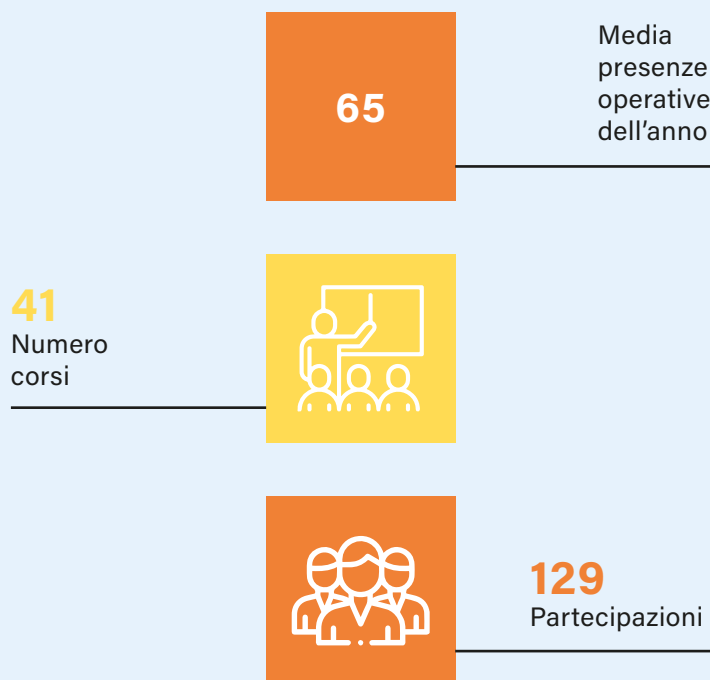 65
Media
presenze
operative
dell'anno
41
Numero
corsi
129
Partecipazioni